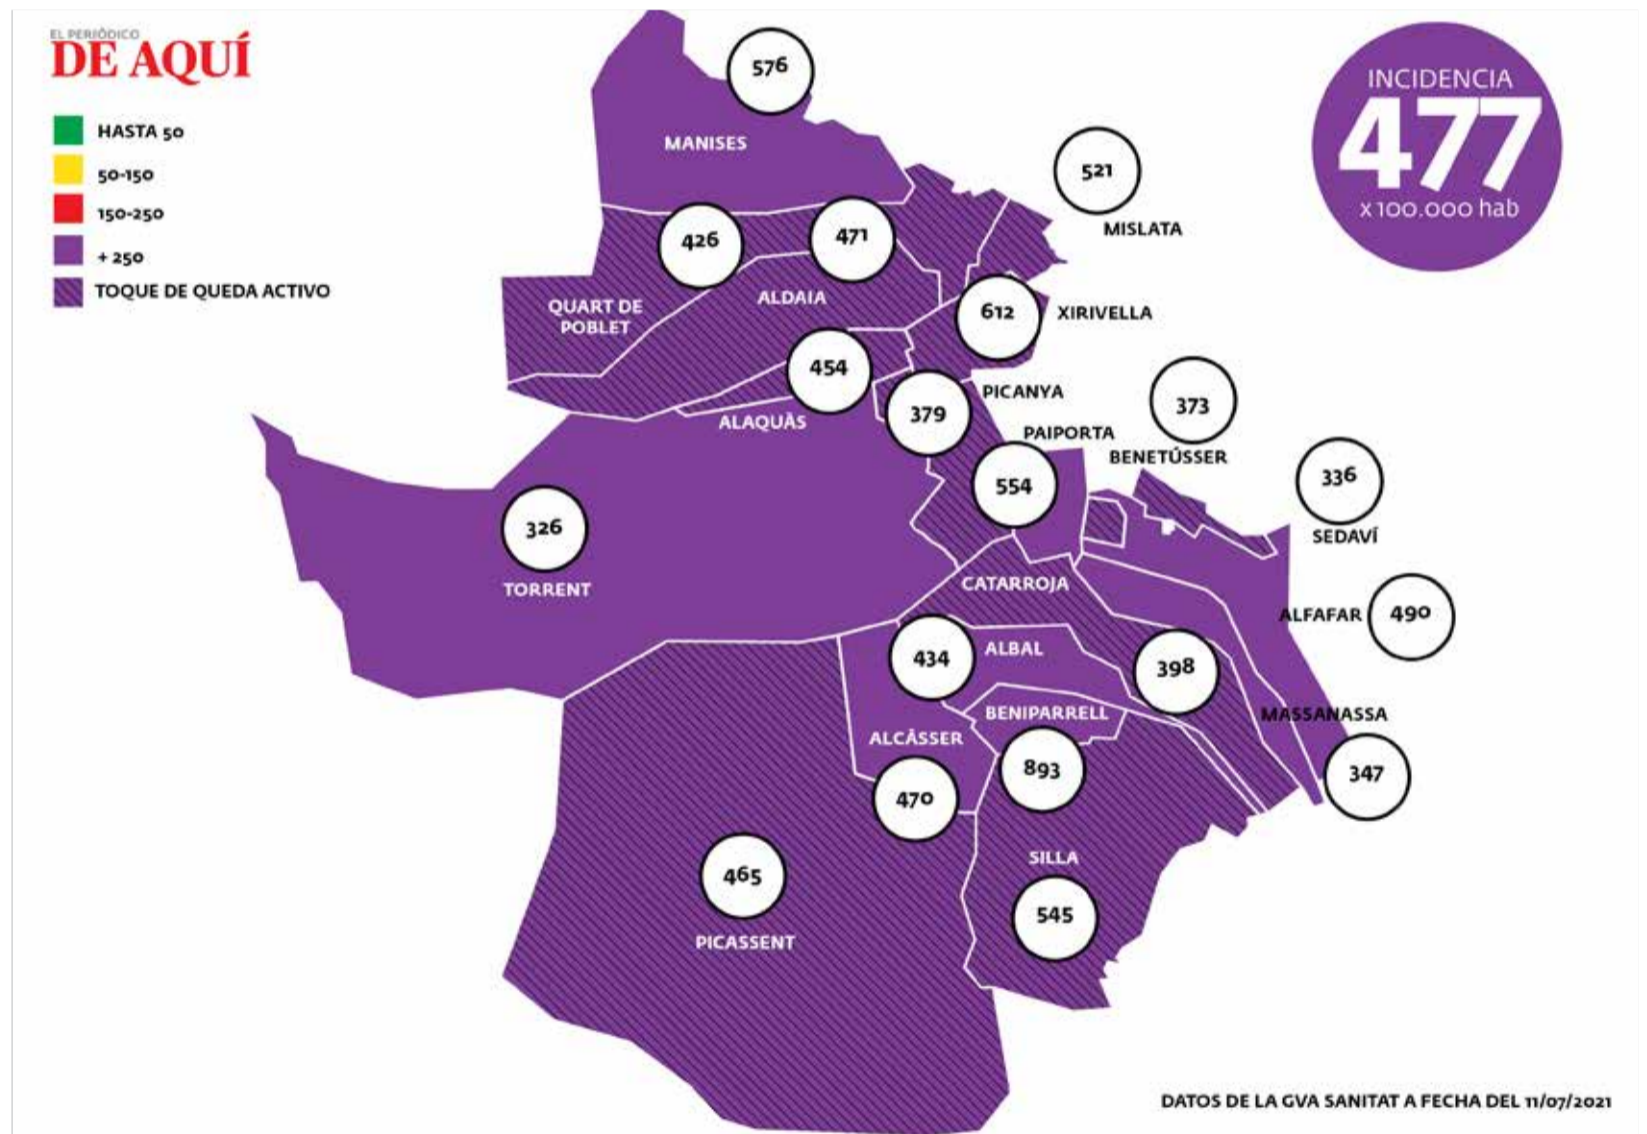 EL PERIÓDICO
DE AQUÍ
HASTA 50
50-150
150-250
+ 250
TOQUE DE QUEDA ACTIVO
INCIDENCIA
477
x 100.000 hab
576
MANISES
521
MISLATA
426
471
QUART DE
POBLET
ALDAIA
612
XIRIVELLA
454
ALAQUÀS
379
PICANYA
373
BENETÚSSER
PAIPORTA
554
336
SEDAVÍ
326
TORRENT
CATARROJA
398
ALFAFAR
490
434
ALBAL
MASSANASSA
347
BENIPARRELL
893
ALCÀSSER
470
465
PICASSENT
SILLA
545
DATOS DE LA GVA SANITAT A FECHA DEL 11/07/2021